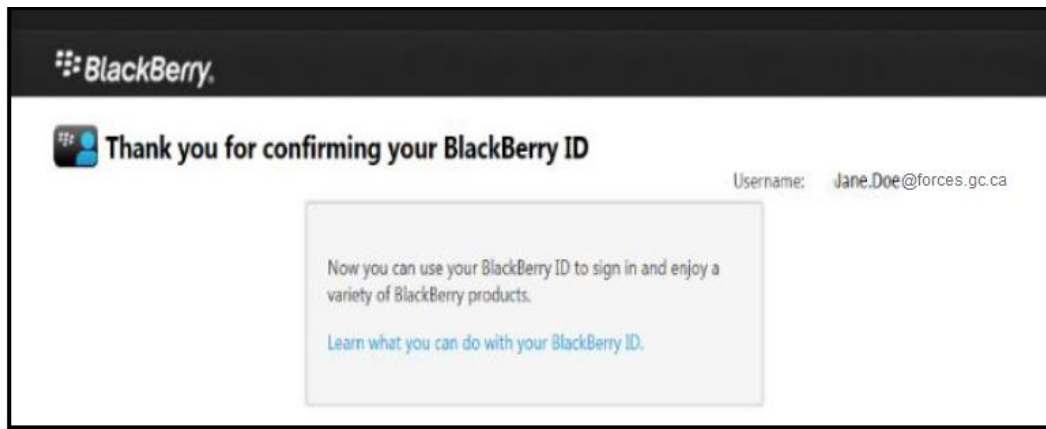 BlackBerry.
Thank you for confirming your BlackBerry ID
Username: Jane.Doe@forces.gc.ca
Now you can use your BlackBerry ID to sign in and enjoy a
variety of BlackBerry products.
Learn what you can do with your BlackBerry ID.